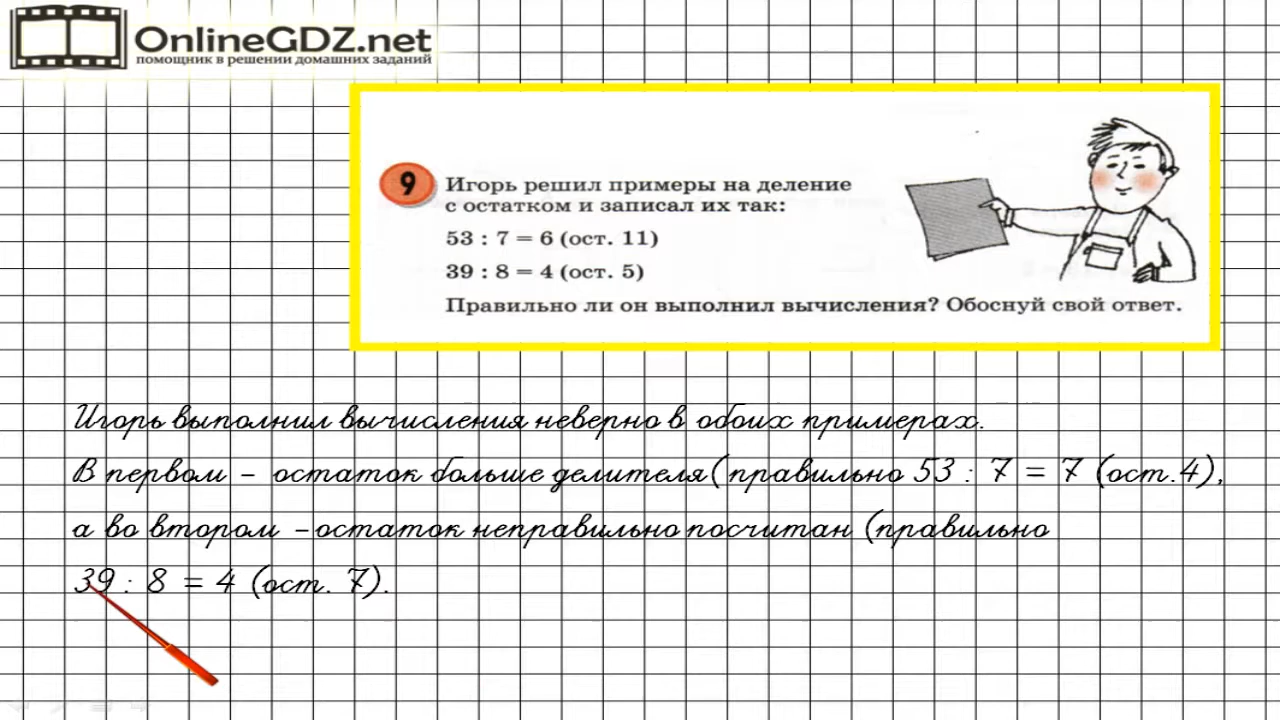 OnlineGDZ.net
помощник в решении домашних заданий
9 Игорь решил примеры на деление
с остатком и записал их так:
53 : 7 = 6 (ост. 11)
39 : 8 = 4 (ост. 5)
Правильно ли он выполнил вычисления? Обоснуй свой ответ.
Игорь выполнил вычисления неверно в обоих примерах.
В первом – остаток больше делителя (правильно 53 : 7 = 7 (ост.4),
а во втором – остаток неправильно посчитан (правильно
39 : 8 = 4 (ост. 7).